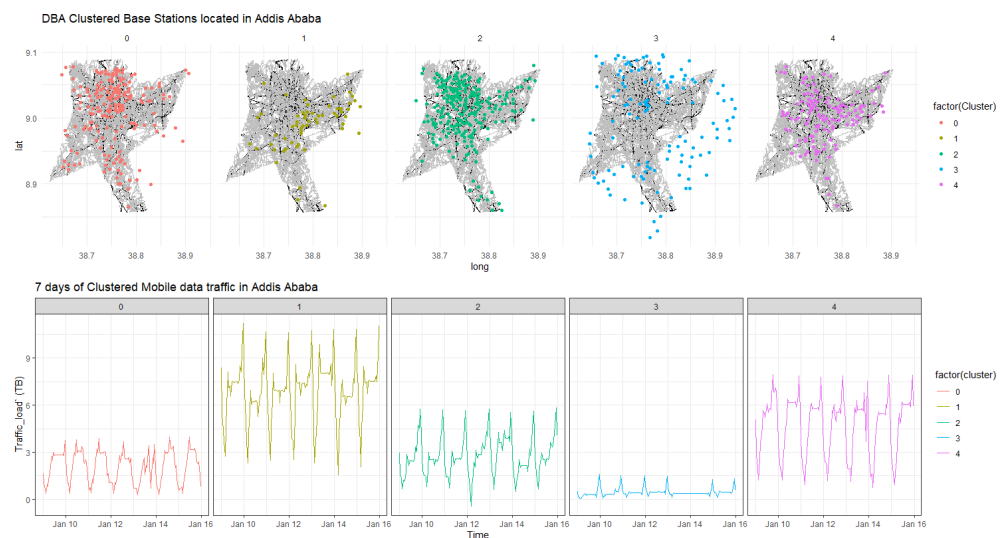 DBA Clustered Base Stations located in Addis Ababa
0 1 2 3 4
9.1
9.0
8.9
lat
38.7 38.8 38.9 38.7 38.8 38.9 38.7 38.8 38.9 38.7 38.8 38.9 38.7 38.8 38.9
long
factor(Cluster)
0
1
2
3
4
7 days of Clustered Mobile data traffic in Addis Ababa
0 1 2 3 4
9
6
3
0
Traffic_load` (TB)
Jan 10 Jan 12 Jan 14 Jan 16 Jan 10 Jan 12 Jan 14 Jan 16 Jan 10 Jan 12 Jan 14 Jan 16 Jan 10 Jan 12 Jan 14 Jan 16 Jan 10 Jan 12 Jan 14 Jan 16
Time
factor(cluster)
0
1
2
3
4